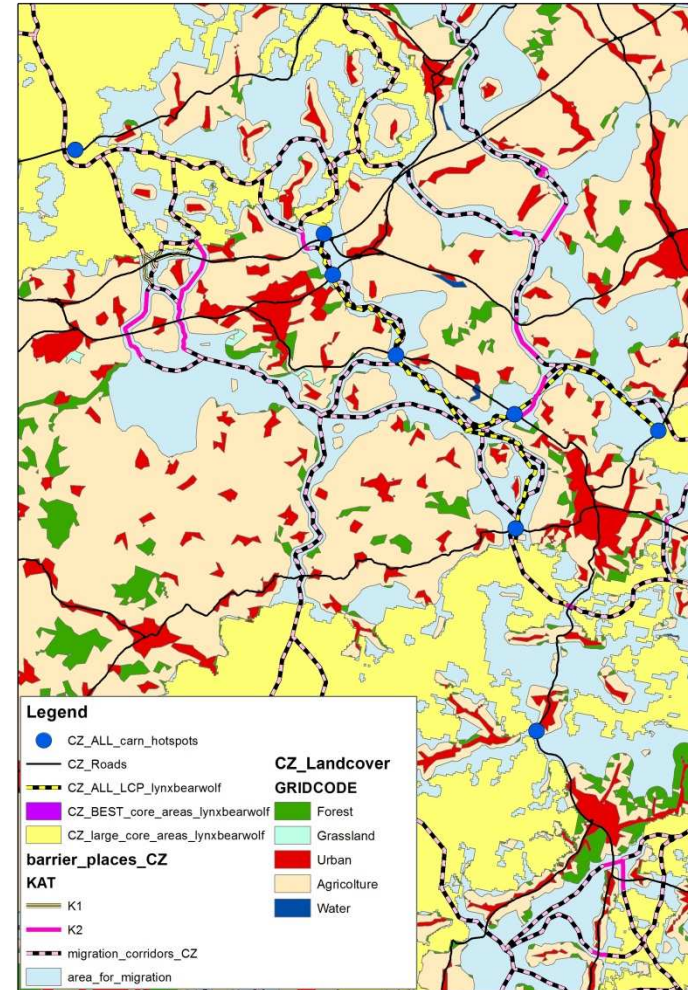 Legend
CZ_ALL_carn_hotspots
CZ_Roads
CZ_ALL_LCP_lynxbearwolf
CZ_BEST_core_areas_lynxbearwolf
CZ_large_core_areas_lynxbearwolf
barrier_places_CZ
KAT
K1
K2
migration_corridors_CZ
area_for_migration
CZ_Landcover
GRIDCODE
Forest
Grassland
Urban
Agricolture
Water